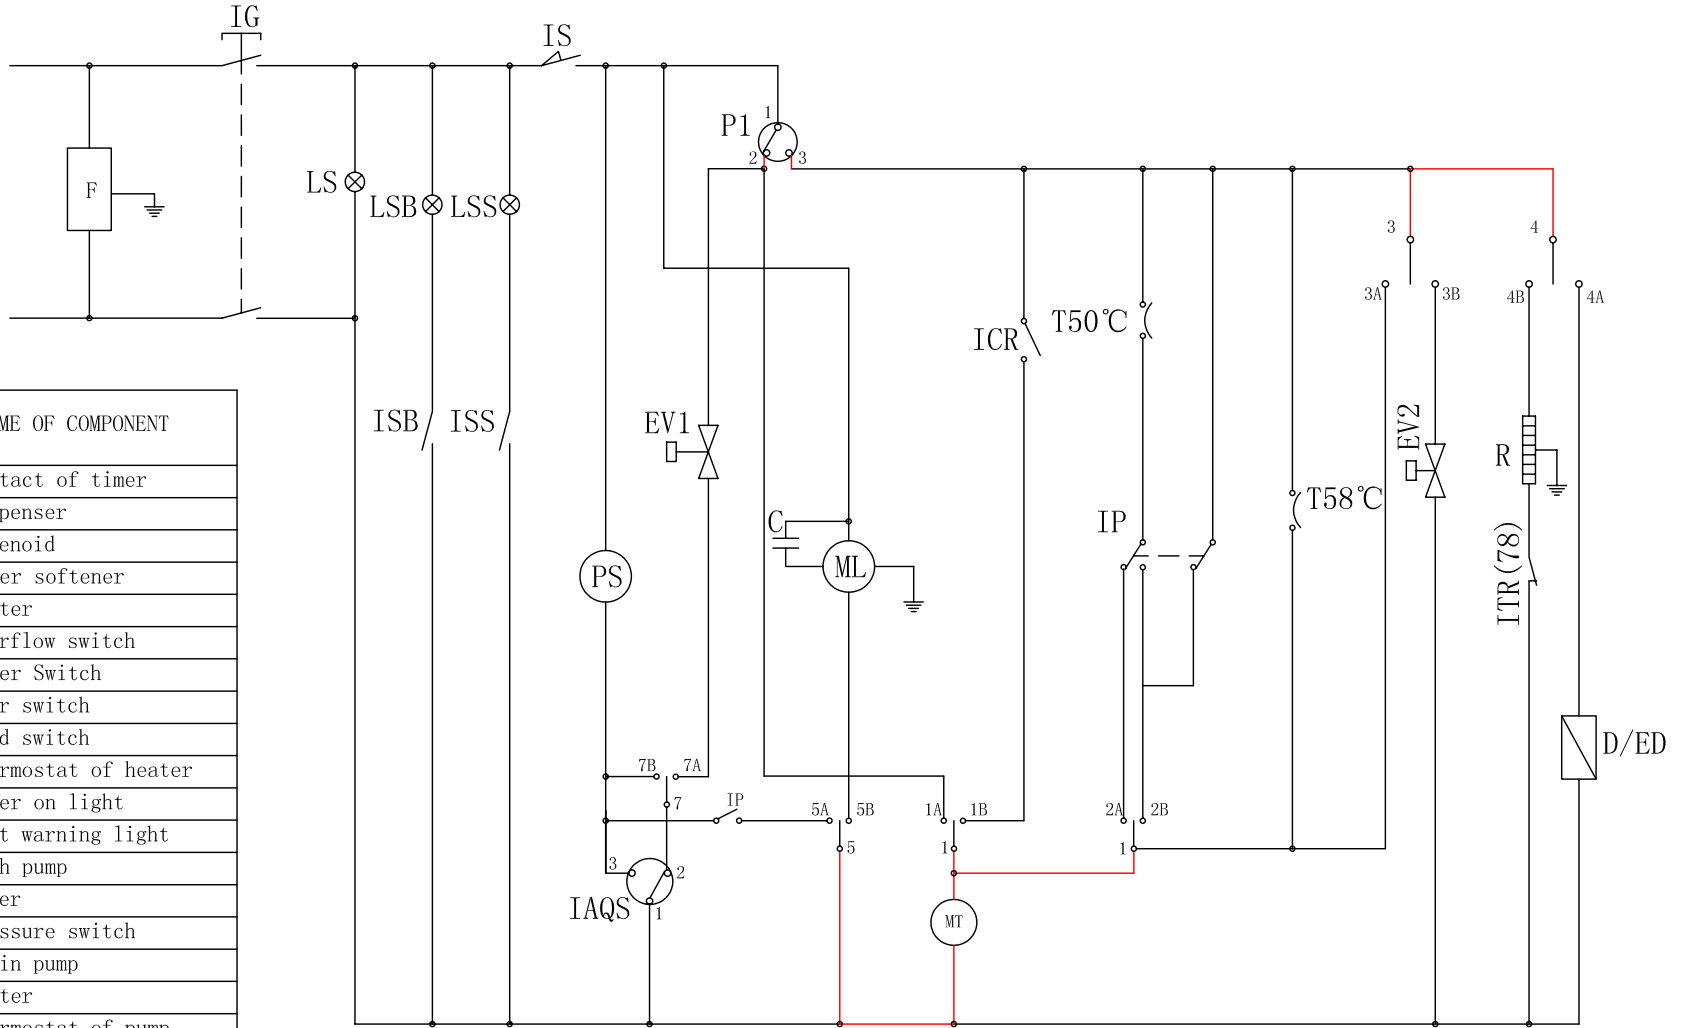 IG
IS
P1
1
2
3
F
LS
LSB
LSS
3
4
3A
3B
4B
4A
ICR
T50℃
ISB
ISS
EV1
EV2
R
T58℃
C
IP
ITR(78)
PS
ML
D/ED
7B
7A
7
IP
5A
5B
5
1A
1B
1
2A
2B
1
3
2
1
IAQS
MT
ME OF COMPONENT
tact of timer
penser
enoid
er softener
ter
rflow switch
er Switch
r switch
d switch
rmostat of heater
er on light
t warning light
h pump
er
ssure switch
in pump
ter
rmostat of pump